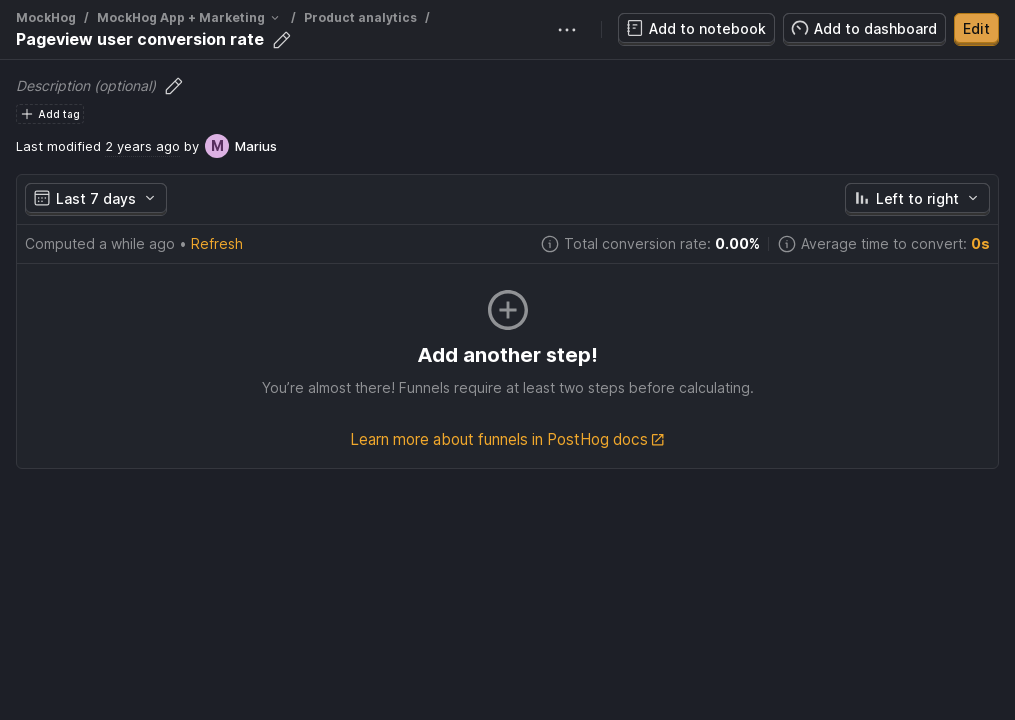 MockHog / MockHog App + Marketing / Product analytics /
Pageview user conversion rate
Add to notebook
Add to dashboard
Edit
Description (optional)
Add tag
Last modified 2 years ago by M Marius
Last 7 days
Left to right
Computed a while ago • Refresh
Total conversion rate: 0.00%
Average time to convert: 0s
Add another step!
You’re almost there! Funnels require at least two steps before calculating.
Learn more about funnels in PostHog docs